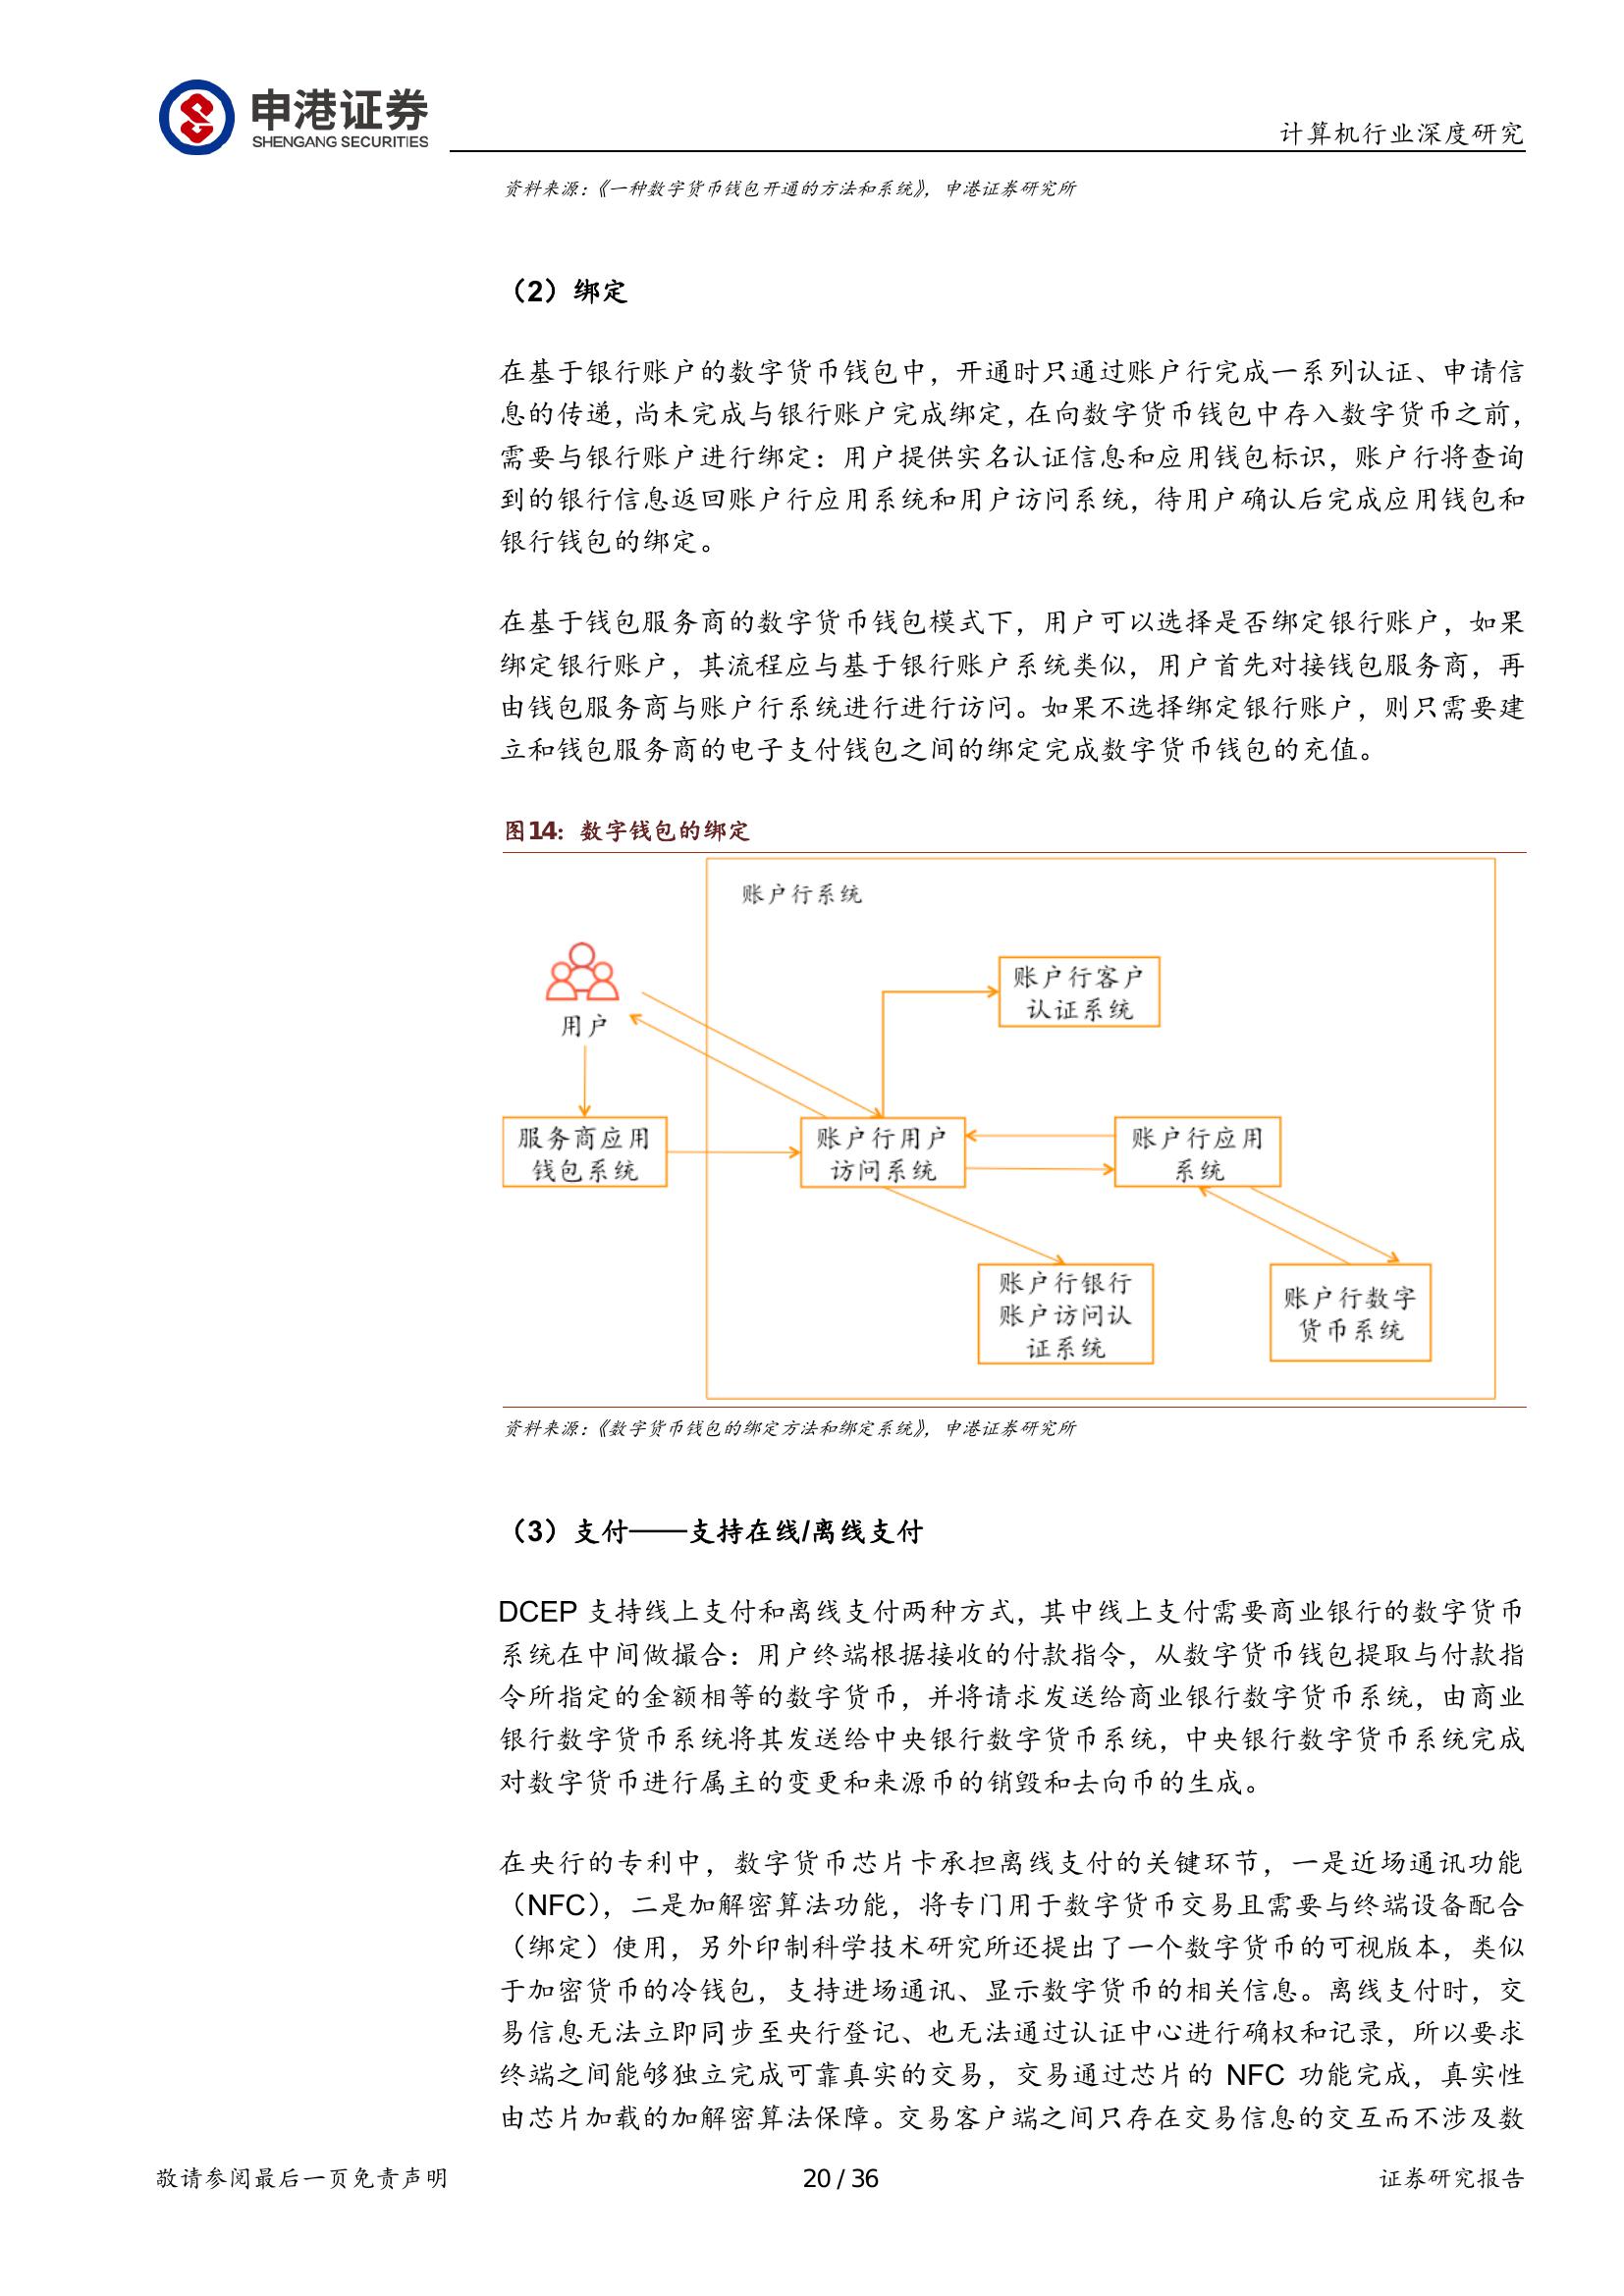 申港证券
SHENGANG SECURITIES
计算机行业深度研究
资料来源：《一种数字货币钱包开通的方法和系统》，申港证券研究所
（2）绑定
在基于银行账户的数字货币钱包中，开通时只通过账户行完成一系列认证、申请信
息的传递，尚未完成与银行账户完成绑定，在向数字货币钱包中存入数字货币之前，
需要与银行账户进行绑定：用户提供实名认证信息和应用钱包标识，账户行将查询
到的银行信息返回账户行应用系统和用户访问系统，待用户确认后完成应用钱包和
银行钱包的绑定。
在基于钱包服务商的数字货币钱包模式下，用户可以选择是否绑定银行账户，如果
绑定银行账户，其流程应与基于银行账户系统类似，用户首先对接钱包服务商，再
由钱包服务商与账户行系统进行进行访问。如果不选择绑定银行账户，则只需要建
立和钱包服务商的电子支付钱包之间的绑定完成数字货币钱包的充值。
图14：数字钱包的绑定
账户行系统
用户
账户行客户
认证系统
服务商应用
钱包系统
账户行用户
访问系统
账户行应用
系统
账户行银行
账户访问认
证系统
账户行数字
货币系统
资料来源：《数字货币钱包的绑定方法和绑定系统》，申港证券研究所
（3）支付——支持在线/离线支付
DCEP 支持线上支付和离线支付两种方式，其中线上支付需要商业银行的数字货币
系统在中间做撮合：用户终端根据接收的付款指令，从数字货币钱包提取与付款指
令所指定的金额相等的数字货币，并将请求发送给商业银行数字货币系统，由商业
银行数字货币系统将其发送给中央银行数字货币系统，中央银行数字货币系统完成
对数字货币进行属主的变更和来源币的销毁和去向币的生成。
在央行的专利中，数字货币芯片卡承担离线支付的关键环节，一是近场通讯功能
（NFC），二是加解密算法功能，将专门用于数字货币交易且需要与终端设备配合
（绑定）使用，另外印制科学技术研究所还提出了一个数字货币的可视版本，类似
于加密货币的冷钱包，支持进场通讯、显示数字货币的相关信息。离线支付时，交
易信息无法立即同步至央行登记、也无法通过认证中心进行确权和记录，所以要求
终端之间能够独立完成可靠真实的交易，交易通过芯片的 NFC 功能完成，真实性
由芯片加载的加解密算法保障。交易客户端之间只存在交易信息的交互而不涉及数
敬请参阅最后一页免责声明
20 / 36
证券研究报告